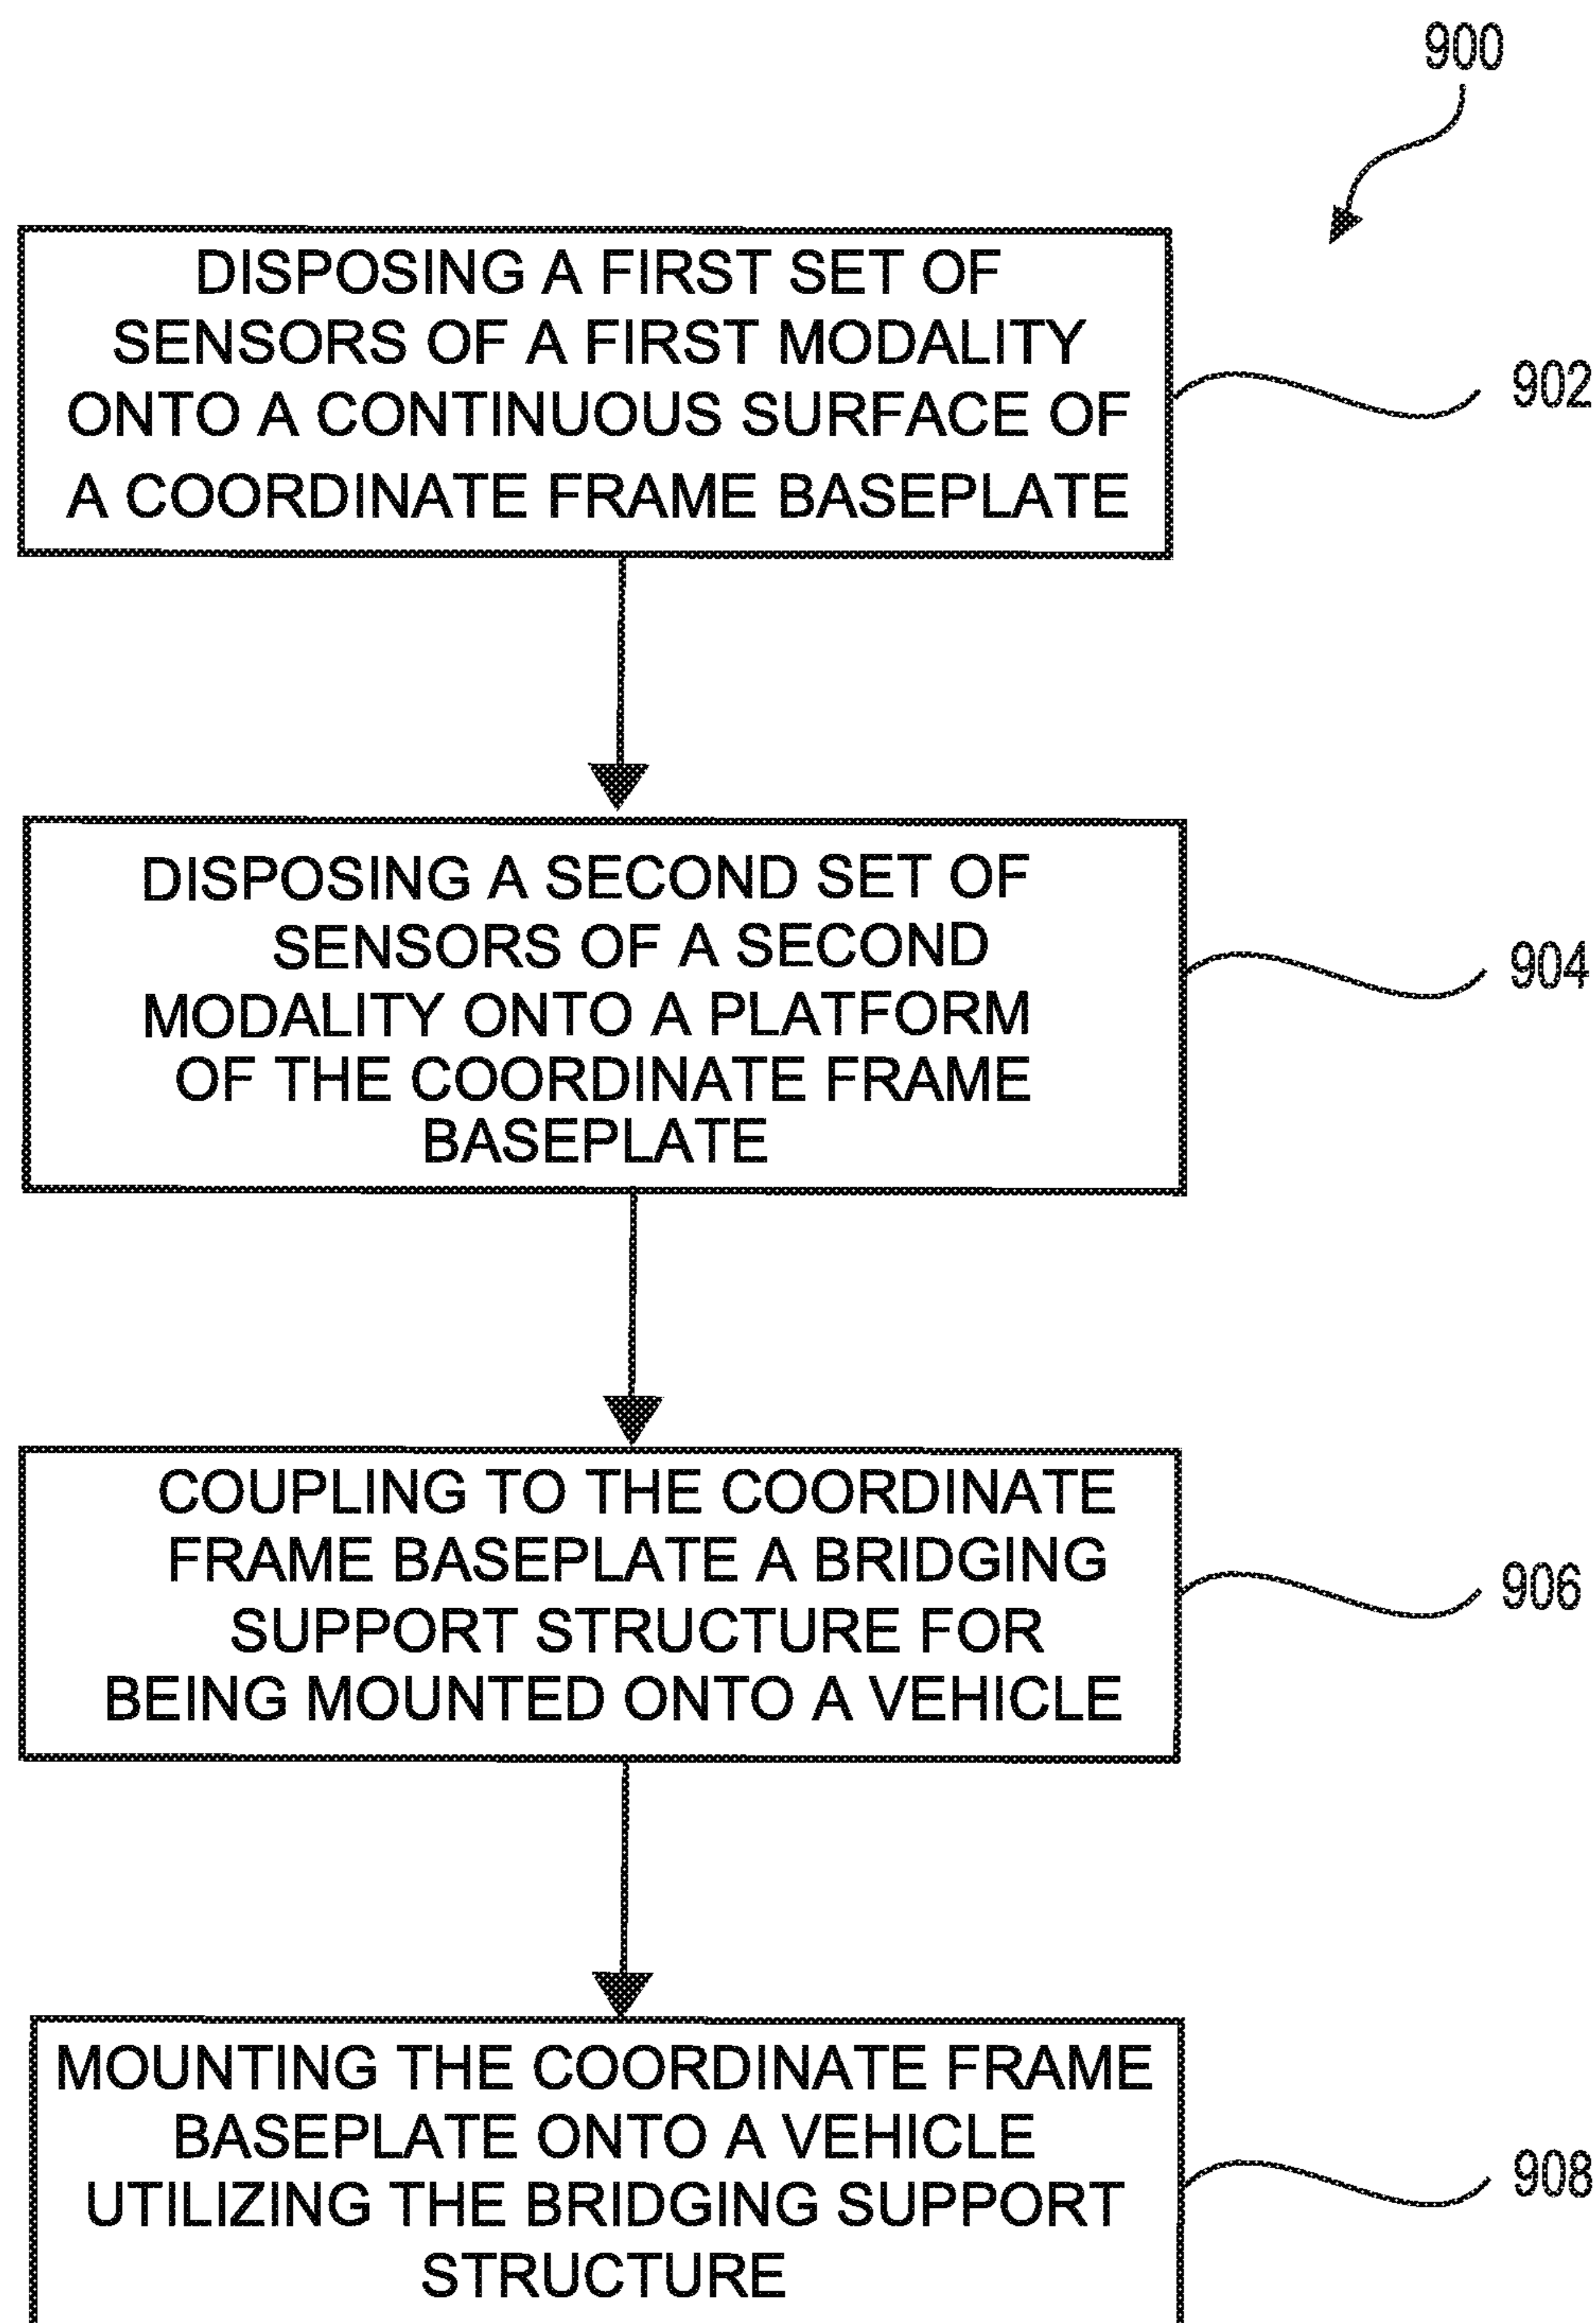 900
DISPOSING A FIRST SET OF
SENSORS OF A FIRST MODALITY
ONTO A CONTINUOUS SURFACE OF
A COORDINATE FRAME BASEPLATE
902
DISPOSING A SECOND SET OF
SENSORS OF A SECOND
MODALITY ONTO A PLATFORM
OF THE COORDINATE FRAME
BASEPLATE
904
COUPLING TO THE COORDINATE
FRAME BASEPLATE A BRIDGING
SUPPORT STRUCTURE FOR
BEING MOUNTED ONTO A VEHICLE
906
MOUNTING THE COORDINATE FRAME
BASEPLATE ONTO A VEHICLE
UTILIZING THE BRIDGING SUPPORT
STRUCTURE
908